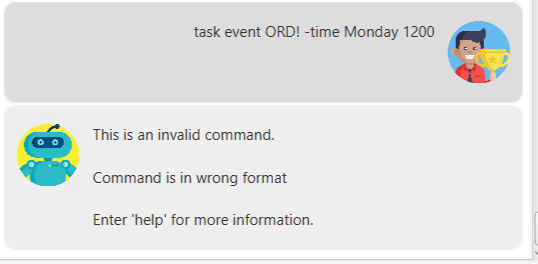 task event ORD! -time Monday 1200
This is an invalid command.
Command is in wrong format
Enter 'help' for more information.